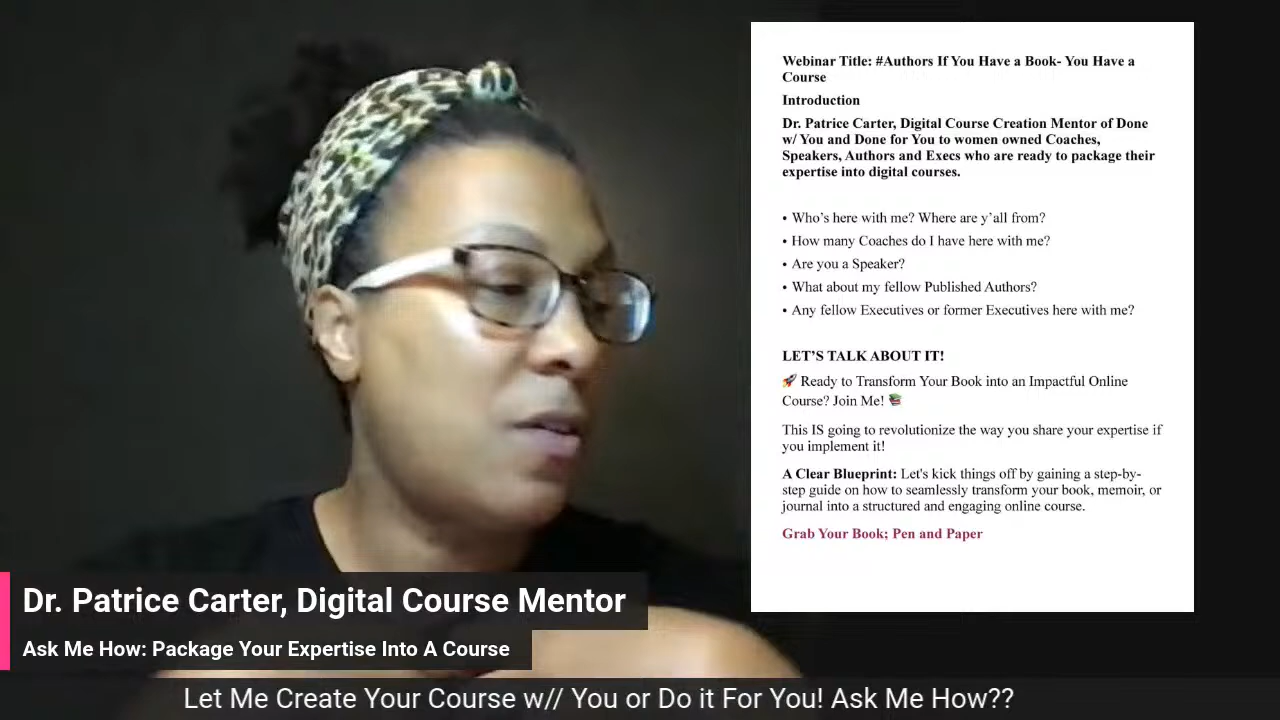 Webinar Title: #Authors If You Have a Book- You Have a
Course
Introduction
Dr. Patrice Carter, Digital Course Creation Mentor of Done
w/ You and Done for You to women owned Coaches,
Speakers, Authors and Execs who are ready to package their
expertise into digital courses.
• Who's here with me? Where are y'all from?
• How many Coaches do I have here with me?
• Are you a Speaker?
• What about my fellow Published Authors?
• Any fellow Executives or former Executives here with me?
LET'S TALK ABOUT IT!
🚀 Ready to Transform Your Book into an Impactful Online
Course? Join Me! 📚
This IS going to revolutionize the way you share your expertise if
you implement it!
A Clear Blueprint: Let's kick things off by gaining a step-by-
step guide on how to seamlessly transform your book, memoir, or
journal into a structured and engaging online course.
Grab Your Book; Pen and Paper
Dr. Patrice Carter, Digital Course Mentor
Ask Me How: Package Your Expertise Into A Course
Let Me Create Your Course w// You or Do it For You! Ask Me How??